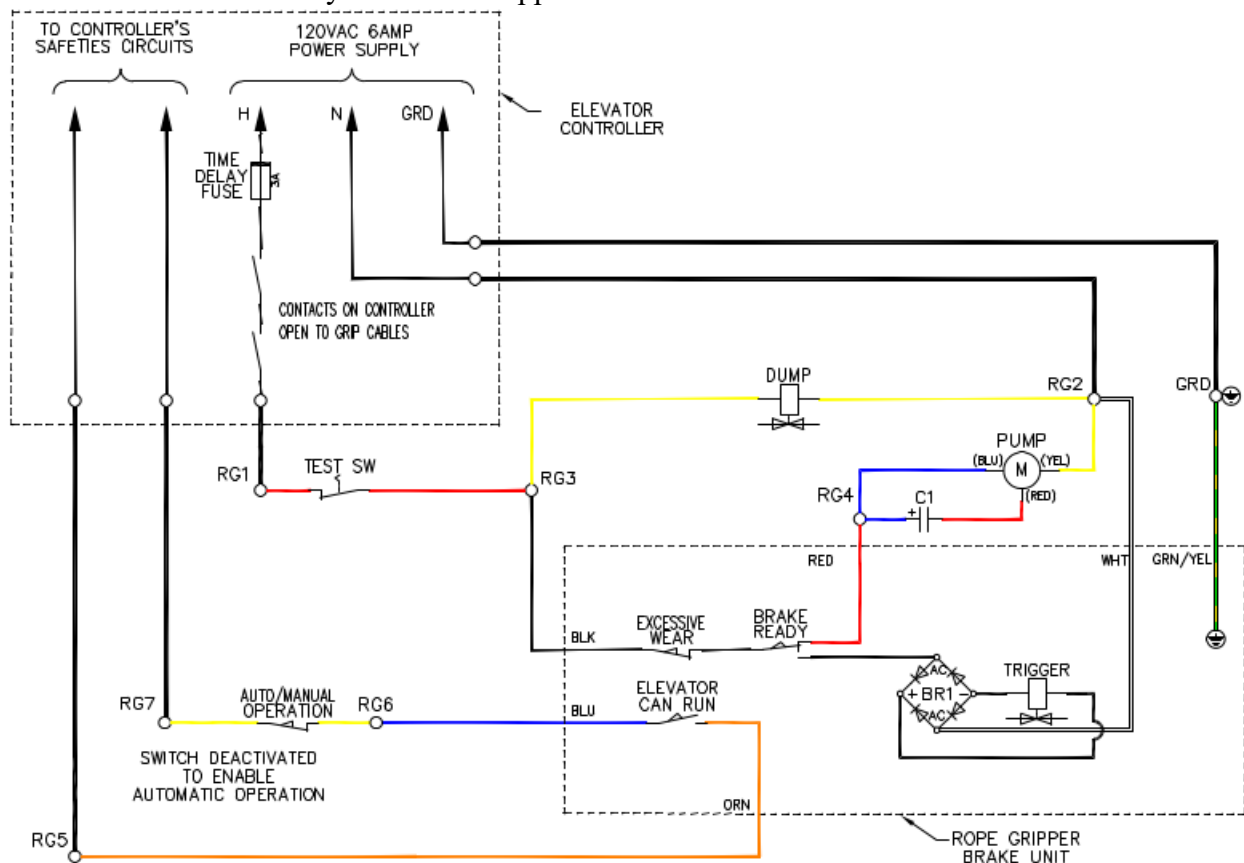 TO CONTROLLER'S
SAFETIES CIRCUITS
120VAC 6AMP
POWER SUPPLY
H
N
GRD
ELEVATOR
CONTROLLER
TIME
DELAY
FUSE
3A
CONTACTS ON CONTROLLER
OPEN TO GRIP CABLES
DUMP
RG2
GRD
PUMP
(BLU)
M
(YEL)
(RED)
RG1
TEST SW
RG3
RG4
+
C1
RED
WHT
GRN/YEL
BLK
EXCESSIVE
WEAR
BRAKE
READY
RG7
AUTO/MANUAL
OPERATION
RG6
BLU
ELEVATOR
CAN RUN
AC
+ BR1 -
AC
TRIGGER
SWITCH DEACTIVATED
TO ENABLE
AUTOMATIC OPERATION
ORN
RG5
ROPE GRIPPER
BRAKE UNIT